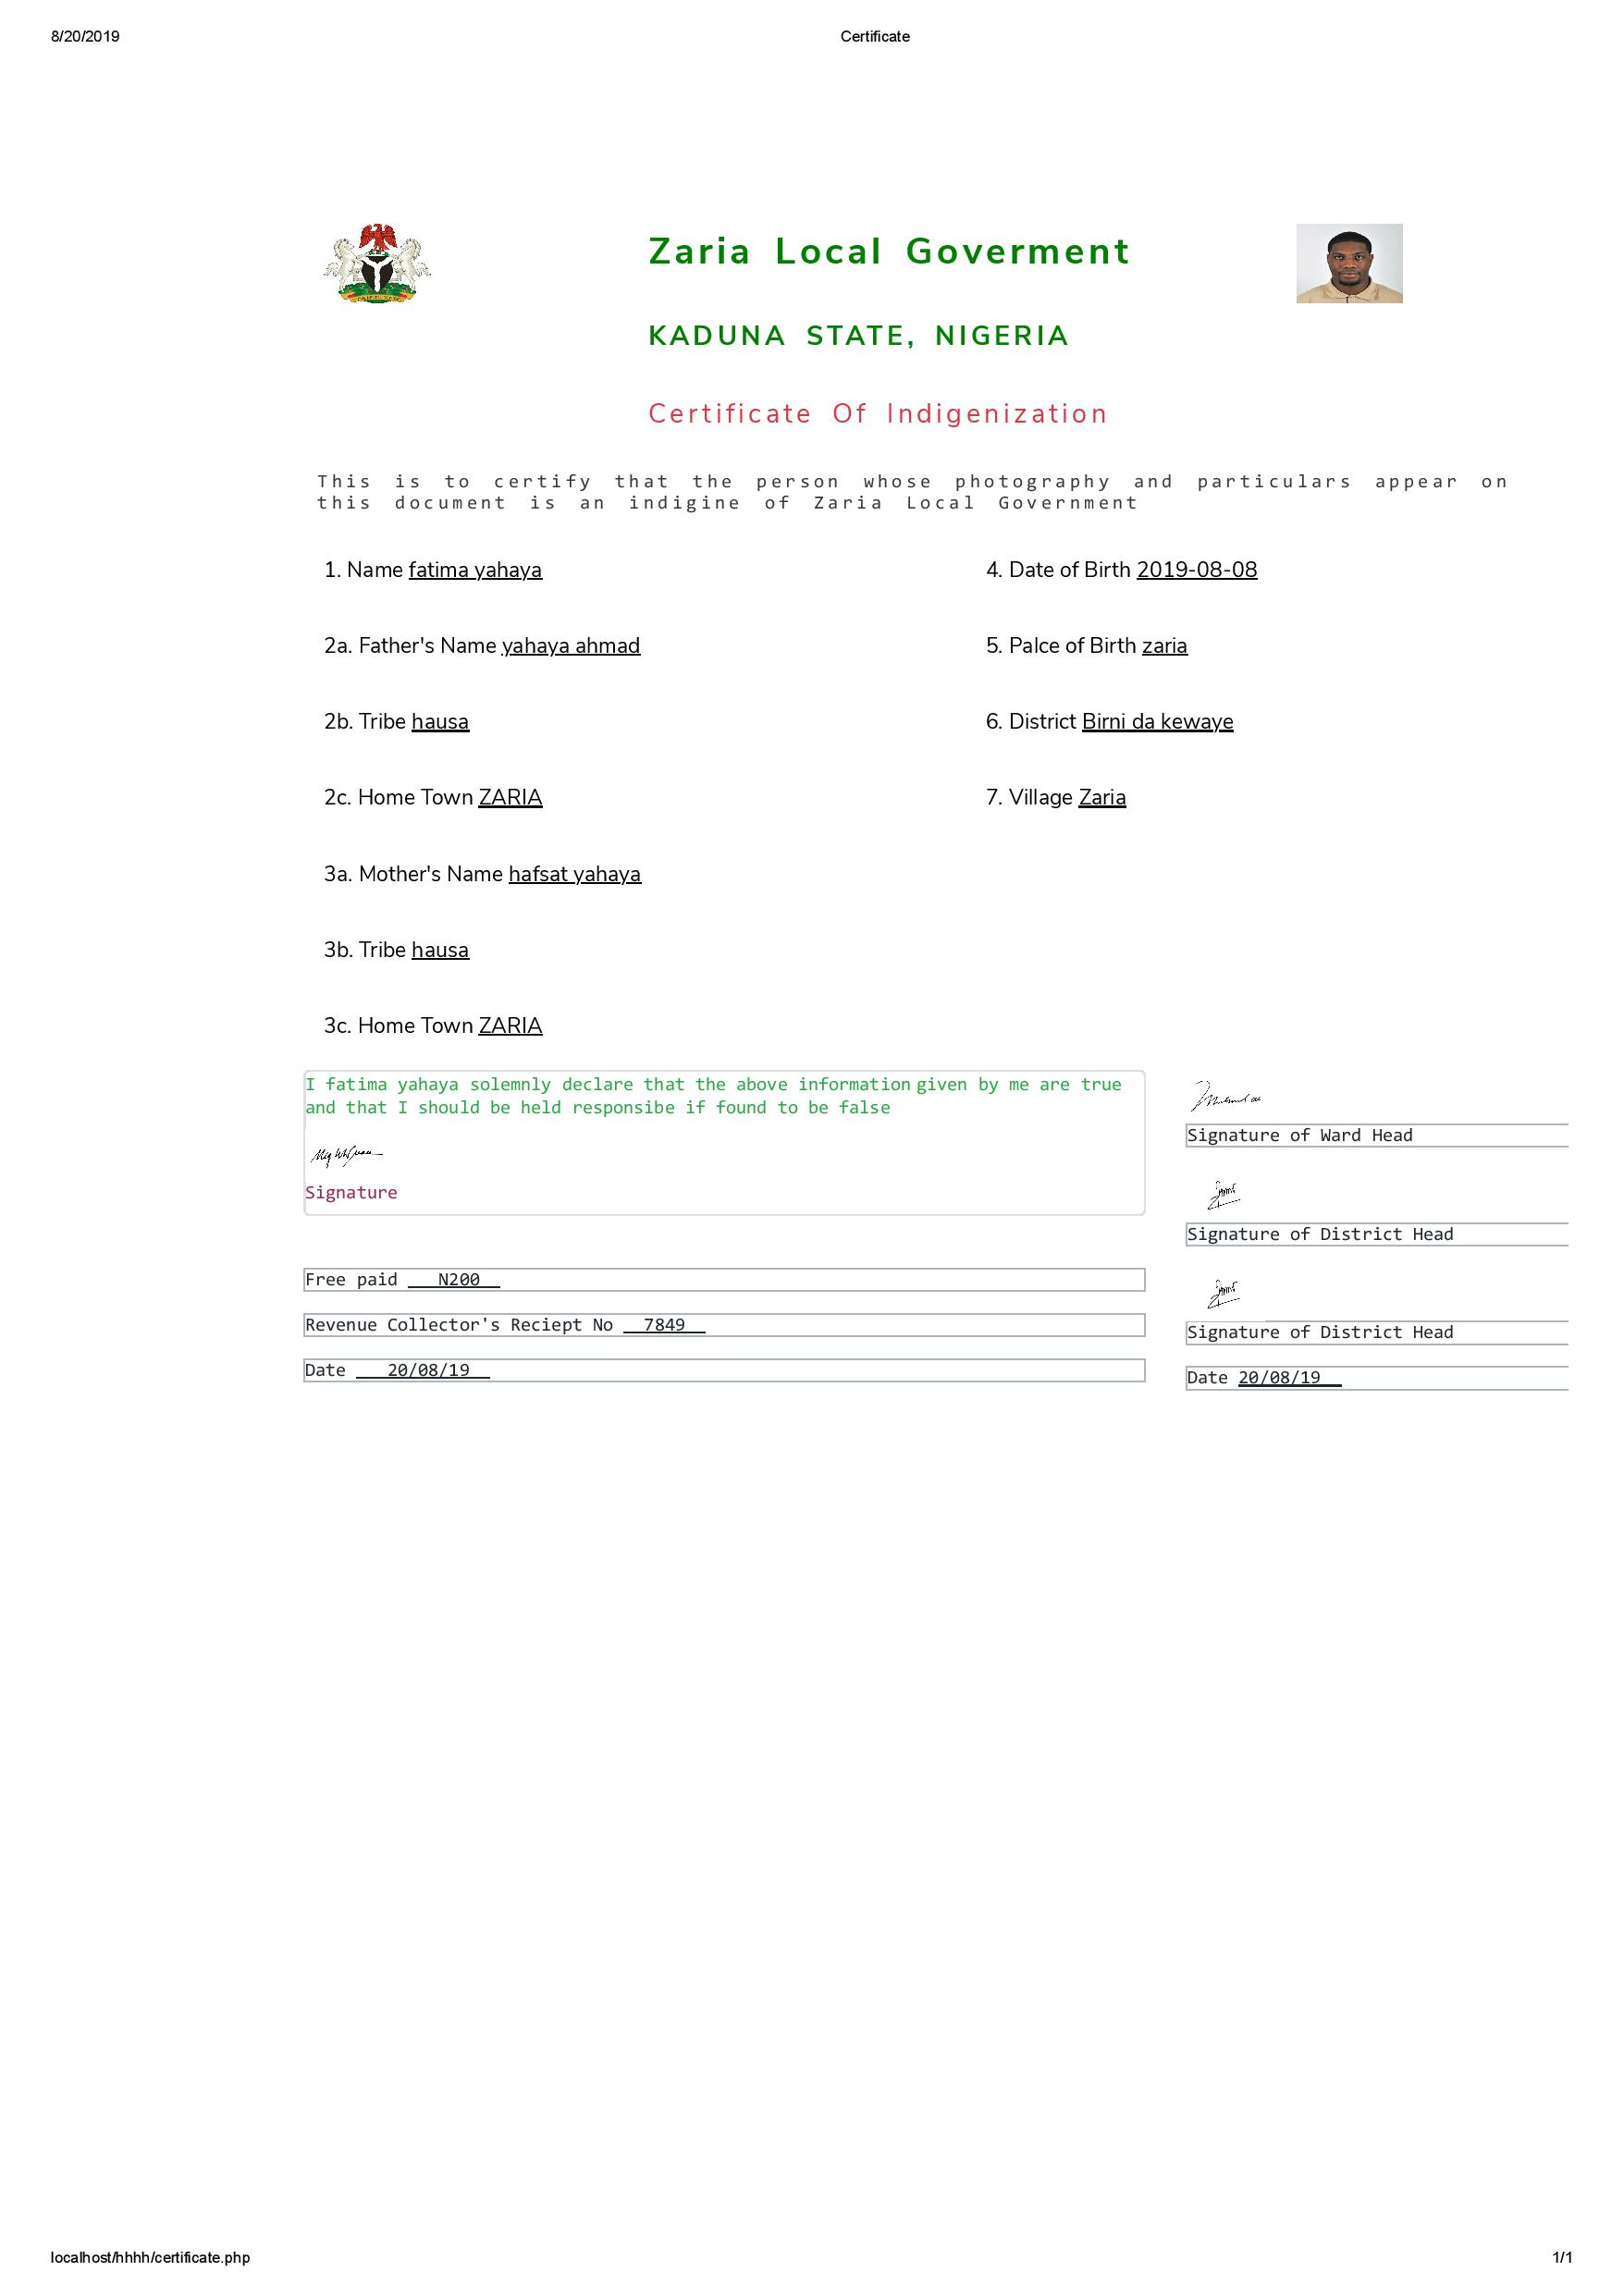 8/20/2019 Certificate
Zaria Local Goverment
KADUNA STATE, NIGERIA
Certificate Of Indigenization
This is to certify that the person whose photography and particulars appear on
this document is an indigine of Zaria Local Government
1. Name fatima yahaya
4. Date of Birth 2019-08-08
2a. Father's Name yahaya ahmad
5. Palce of Birth zaria
2b. Tribe hausa
6. District Birni da kewaye
2c. Home Town ZARIA
7. Village Zaria
3a. Mother's Name hafsat yahaya
3b. Tribe hausa
3c. Home Town ZARIA
I fatima yahaya solemnly declare that the above information given by me are true
and that I should be held responsibe if found to be false
Signature
Signature of Ward Head
Signature of District Head
Signature of District Head
Date 20/08/19
Free paid N200
Revenue Collector's Reciept No 7849
Date 20/08/19
localhost/hhhh/certificate.php 1/1